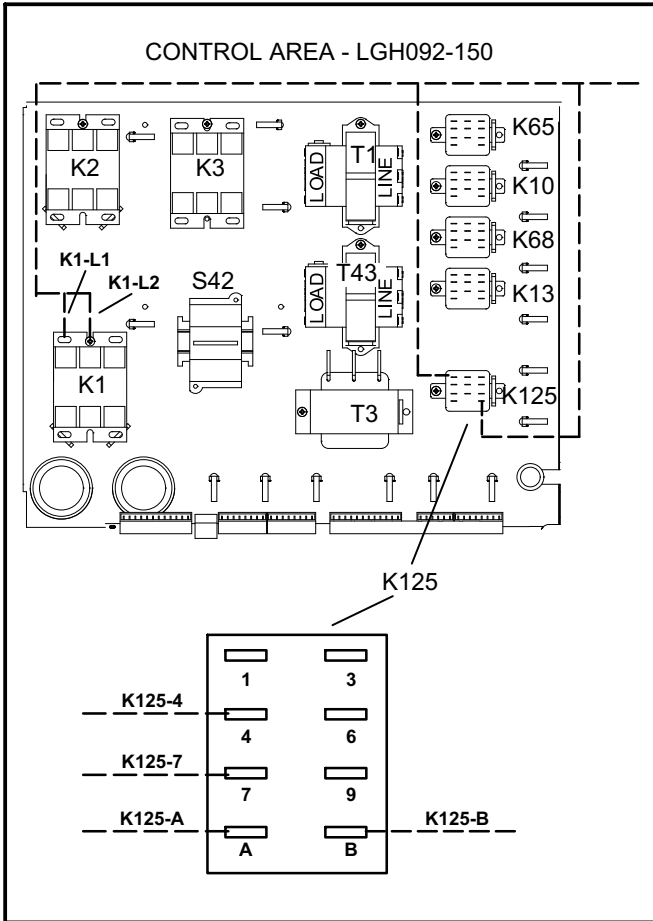 CONTROL AREA - LGH092-150
K2
K3
LOAD
T1
LINE
K65
K10
K68
K13
K1-L1
K1-L2
S42
LOAD
T43
LINE
K1
T3
K125
K125
1
3
K125-4
4
6
K125-7
7
9
K125-A
K125-B
A
B